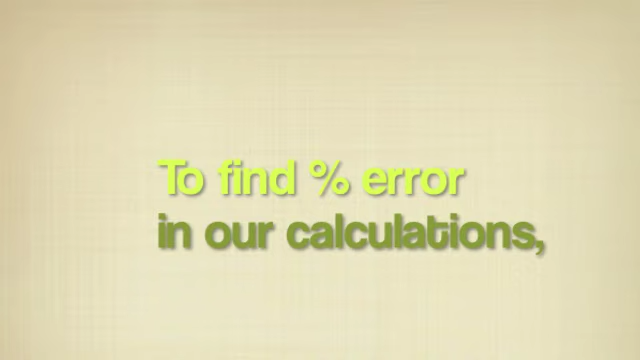 To find % error
in our calculations,